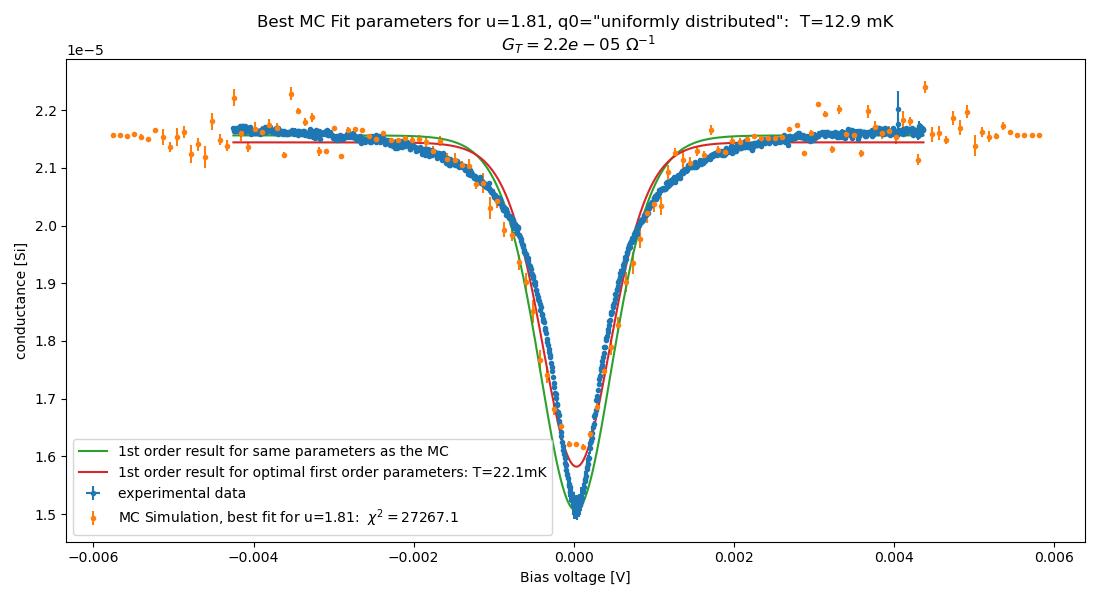 Best MC Fit parameters for u=1.81, q0="uniformly distributed":  T=12.9 mK
G_T = 2.2e − 05 Ω⁻¹
1e−5
2.2
2.1
2.0
1.9
1.8
1.7
1.6
1.5
conductance [Si]
1st order result for same parameters as the MC
1st order result for optimal first order parameters: T=22.1mK
experimental data
MC Simulation, best fit for u=1.81:  χ² = 27267.1
−0.006 −0.004 −0.002 0.000 0.002 0.004 0.006
Bias voltage [V]